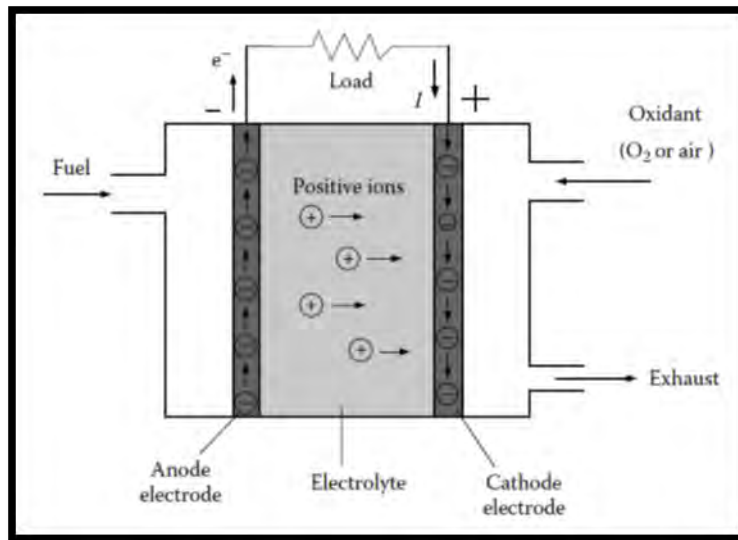 e⁻
−
Load
I
+
Oxidant
(O₂ or air )
Fuel
Positive ions
+
+
+
+
Exhaust
Anode
electrode
Electrolyte
Cathode
electrode